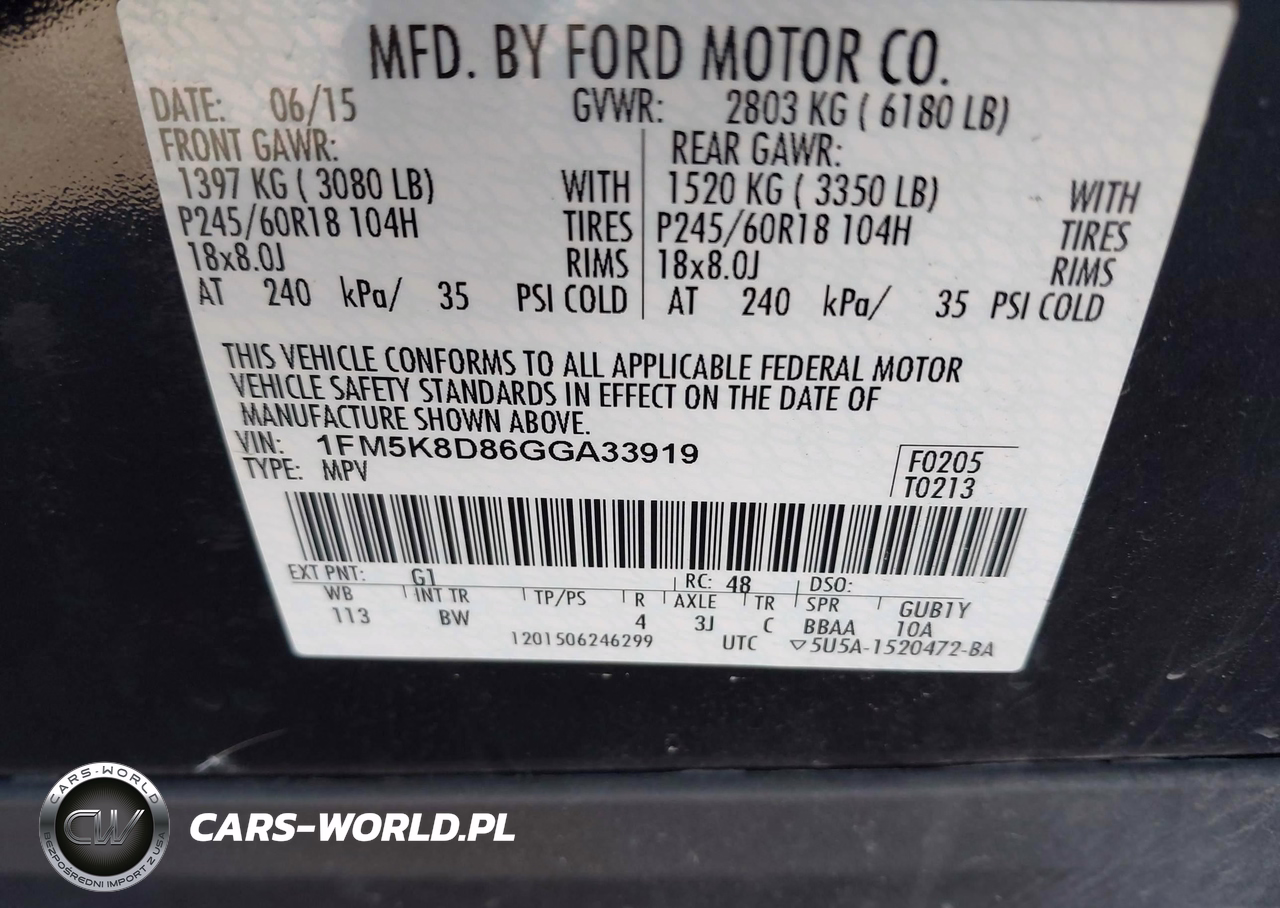 MFD. BY FORD MOTOR CO.
DATE: 06/15 GVWR: 2803 KG ( 6180 LB)
FRONT GAWR: REAR GAWR:
1397 KG ( 3080 LB) WITH 1520 KG ( 3350 LB) WITH
P245/60R18 104H TIRES P245/60R18 104H TIRES
18x8.0J RIMS 18x8.0J RIMS
AT 240 kPa/ 35 PSI COLD AT 240 kPa/ 35 PSI COLD
THIS VEHICLE CONFORMS TO ALL APPLICABLE FEDERAL MOTOR
VEHICLE SAFETY STANDARDS IN EFFECT ON THE DATE OF
MANUFACTURE SHOWN ABOVE.
VIN: 1FM5K8D86GGA33919
TYPE: MPV
F0205
T0213
EXT PNT: G1 RC: 48 DSO:
WB INT TR TP/PS R AXLE TR SPR GUB1Y
113 BW 4 3J C BBAA 10A
1201506246299 UTC ▽5U5A-1520472-BA
CARS-WORLD
CW
BEZPOŚREDNI IMPORT Z USA
CARS-WORLD.PL